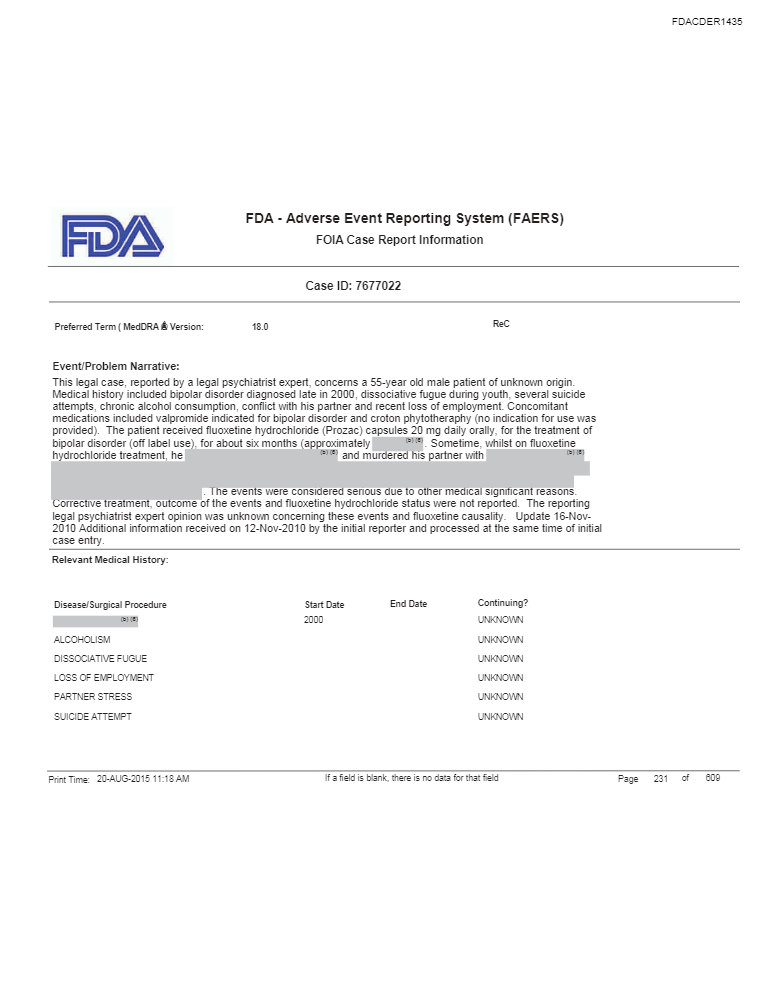 FDACDER1435
FDA
FDA - Adverse Event Reporting System (FAERS)
FOIA Case Report Information
Case ID: 7677022
Preferred Term ( MedDRA ® Version: 18.0 ReC
Event/Problem Narrative:
This legal case, reported by a legal psychiatrist expert, concerns a 55-year old male patient of unknown origin.
Medical history included bipolar disorder diagnosed late in 2000, dissociative fugue during youth, several suicide
attempts, chronic alcohol consumption, conflict with his partner and recent loss of employment. Concomitant
medications included valpromide indicated for bipolar disorder and croton phytotheraphy (no indication for use was
provided). The patient received fluoxetine hydrochloride (Prozac) capsules 20 mg daily orally, for the treatment of
bipolar disorder (off label use), for about six months (approximately (b) (6) . Sometime, whilst on fluoxetine
hydrochloride treatment, he (b) (6) and murdered his partner with (b) (6)
. The events were considered serious due to other medical significant reasons.
Corrective treatment, outcome of the events and fluoxetine hydrochloride status were not reported. The reporting
legal psychiatrist expert opinion was unknown concerning these events and fluoxetine causality. Update 16-Nov-
2010 Additional information received on 12-Nov-2010 by the initial reporter and processed at the same time of initial
case entry.
Relevant Medical History:
Disease/Surgical Procedure Start Date End Date Continuing?
(b) (6) 2000 UNKNOWN
ALCOHOLISM UNKNOWN
DISSOCIATIVE FUGUE UNKNOWN
LOSS OF EMPLOYMENT UNKNOWN
PARTNER STRESS UNKNOWN
SUICIDE ATTEMPT UNKNOWN
Print Time: 20-AUG-2015 11:18 AM If a field is blank, there is no data for that field Page 231 of 609